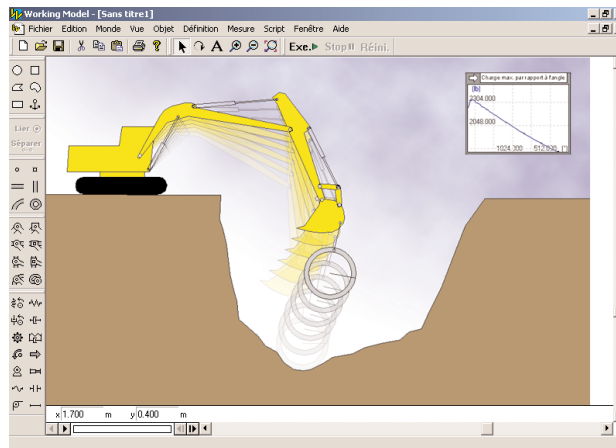 Working Model - [Sans titre1]
Fichier Edition Monde Vue Objet Définition Mesure Script Fenêtre Aide
A Exe. Stop Réini.
Lier
Séparer
Charge max. par rapport à l'angle
(lb)
2304.000
2048.000
1024.000 512.000 (°)
x 1.700 m y 0.400 m